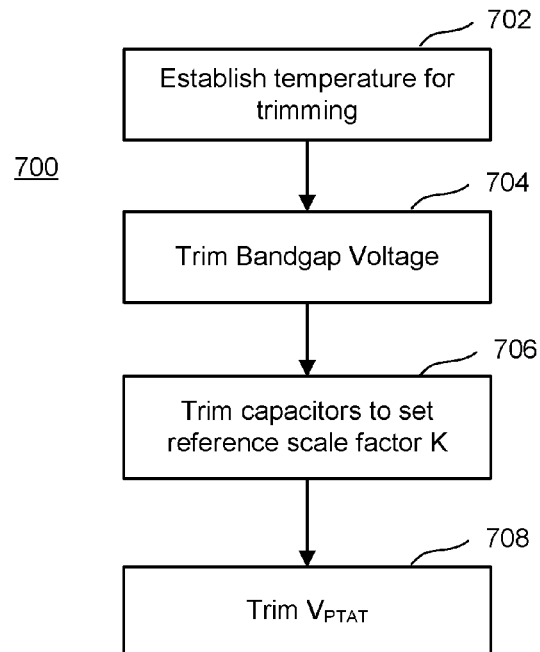 702
Establish temperature for
trimming
700
704
Trim Bandgap Voltage
706
Trim capacitors to set
reference scale factor K
708
Trim VPTAT